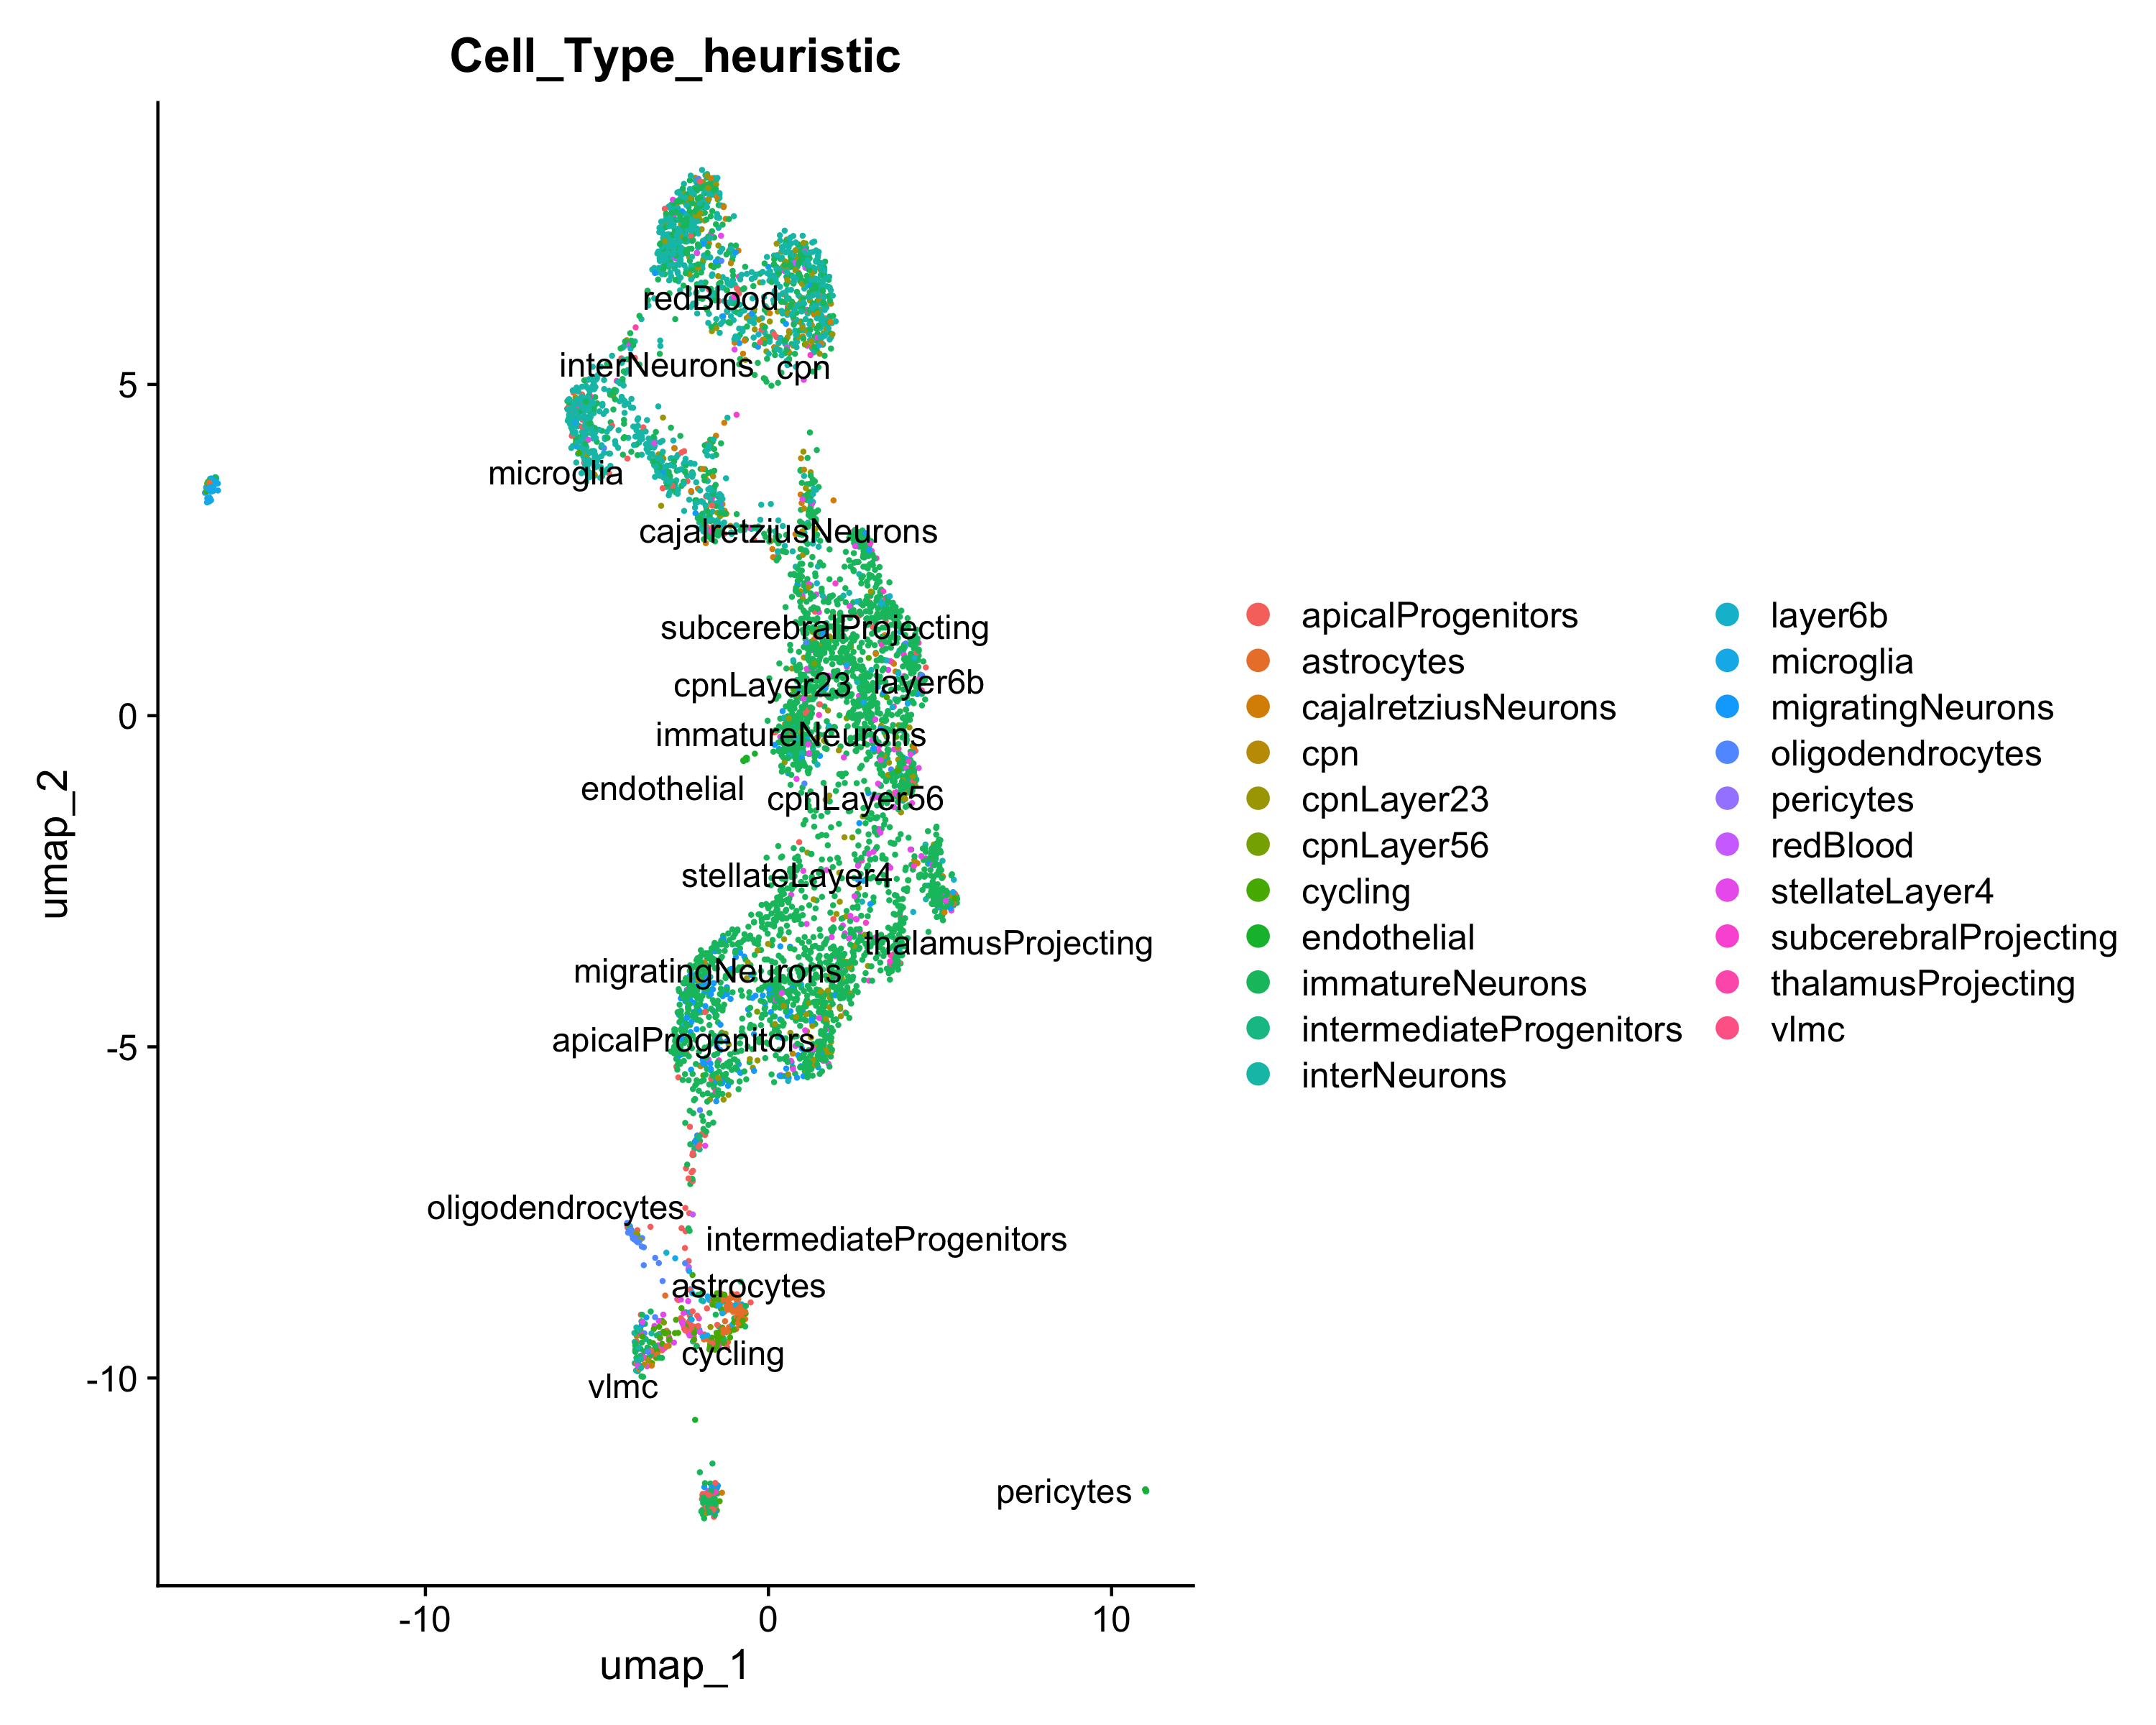 Cell_Type_heuristic
redBlood
interNeurons
cpn
microglia
cajalretziusNeurons
subcerebralProjecting
cpnLayer23
layer6b
immatureNeurons
endothelial
cpnLayer56
stellateLayer4
thalamusProjecting
migratingNeurons
apicalProgenitors
oligodendrocytes
intermediateProgenitors
astrocytes
cycling
vlmc
pericytes
5
0
-5
-10
umap_2
-10
0
10
umap_1
apicalProgenitors
astrocytes
cajalretziusNeurons
cpn
cpnLayer23
cpnLayer56
cycling
endothelial
immatureNeurons
intermediateProgenitors
interNeurons
layer6b
microglia
migratingNeurons
oligodendrocytes
pericytes
redBlood
stellateLayer4
subcerebralProjecting
thalamusProjecting
vlmc